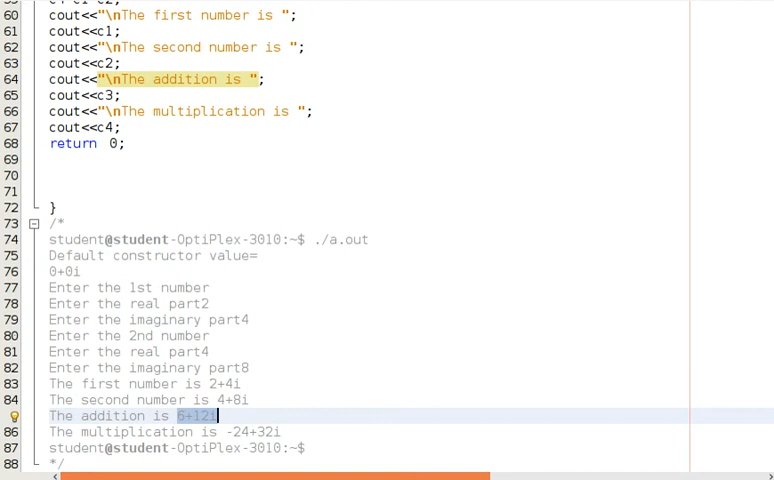 60 cout<<"\nThe first number is ";
61 cout<<c1;
62 cout<<"\nThe second number is ";
63 cout<<c2;
64 cout<<"\nThe addition is ";
65 cout<<c3;
66 cout<<"\nThe multiplication is ";
67 cout<<c4;
68 return 0;
69
70
71
72 }
73 /*
74 student@student-OptiPlex-3010:~$ ./a.out
75 Default constructor value=
76 0+0i
77 Enter the 1st number
78 Enter the real part2
79 Enter the imaginary part4
80 Enter the 2nd number
81 Enter the real part4
82 Enter the imaginary part8
83 The first number is 2+4i
84 The second number is 4+8i
The addition is 6+12i
86 The multiplication is -24+32i
87 student@student-OptiPlex-3010:~$
88 */